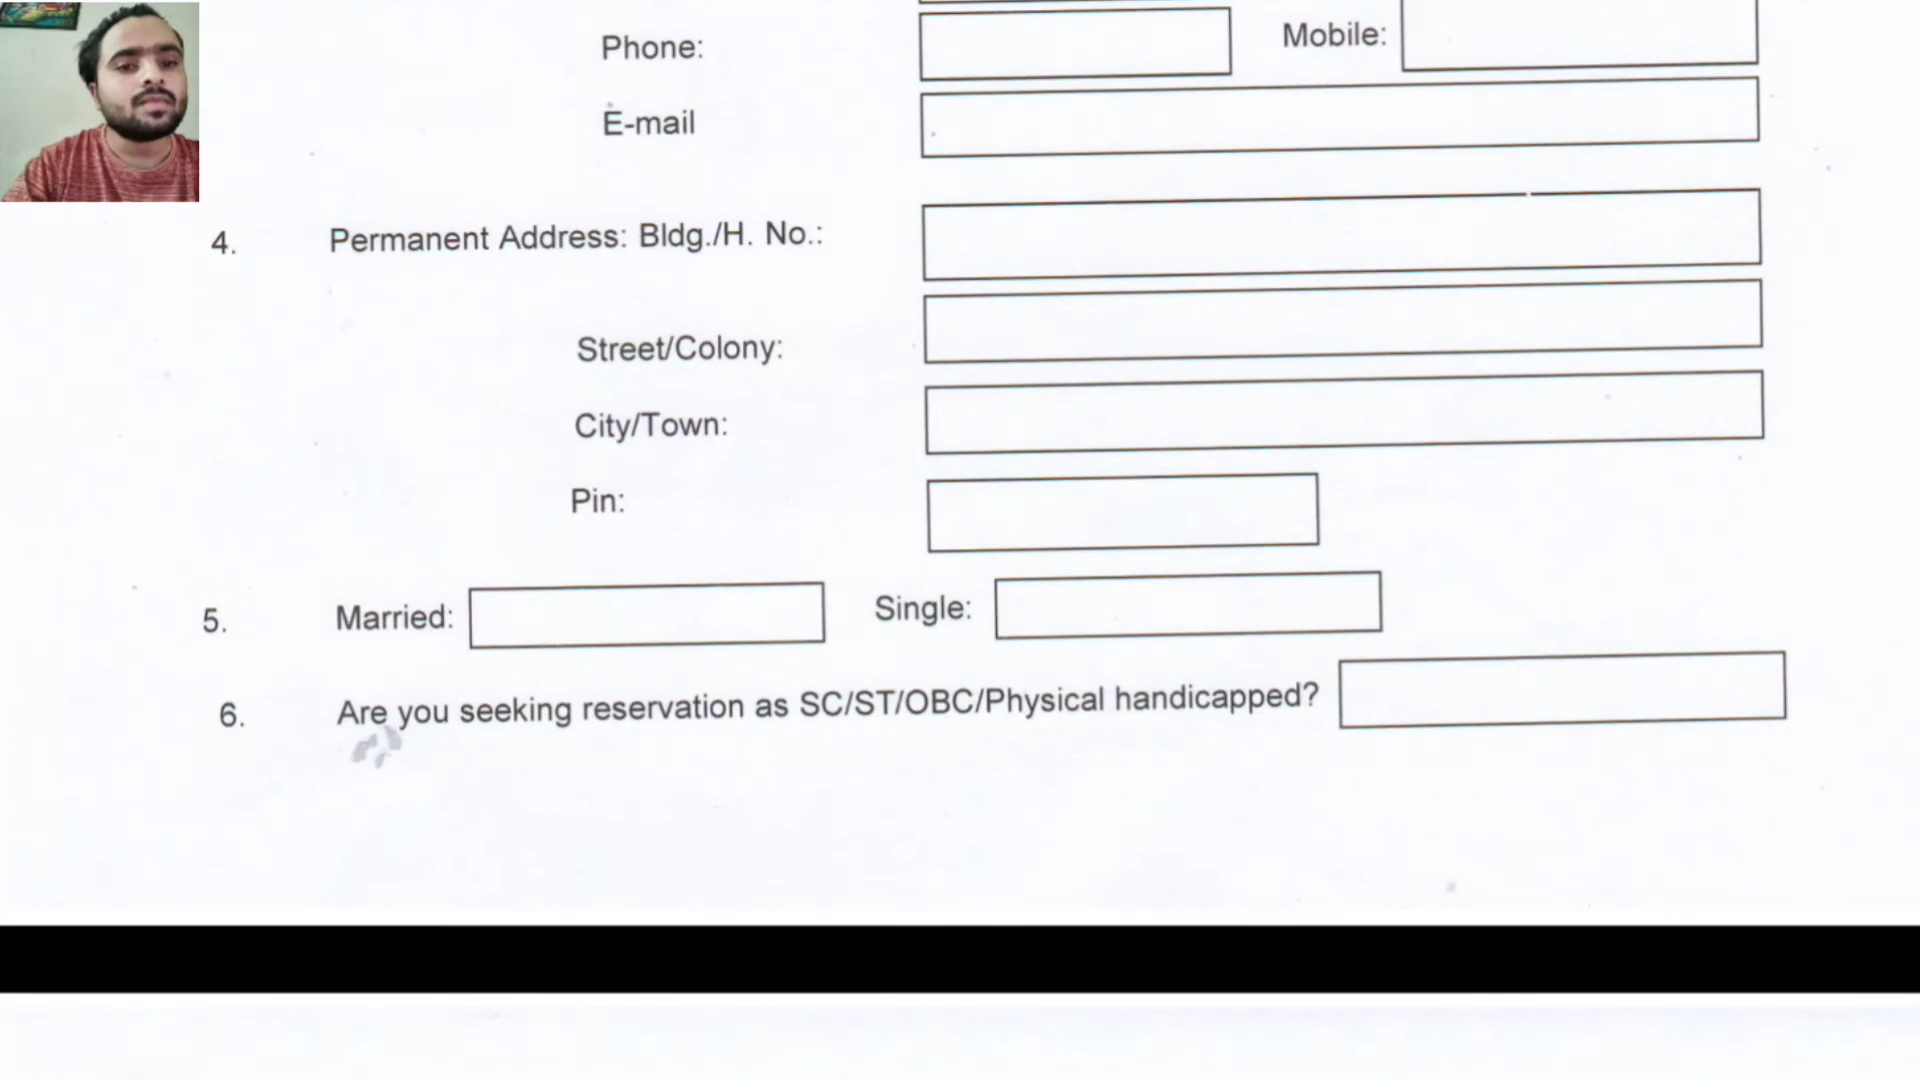 Phone: Mobile:
E-mail
4. Permanent Address: Bldg./H. No.:
Street/Colony:
City/Town:
Pin:
5. Married: Single:
6. Are you seeking reservation as SC/ST/OBC/Physical handicapped?